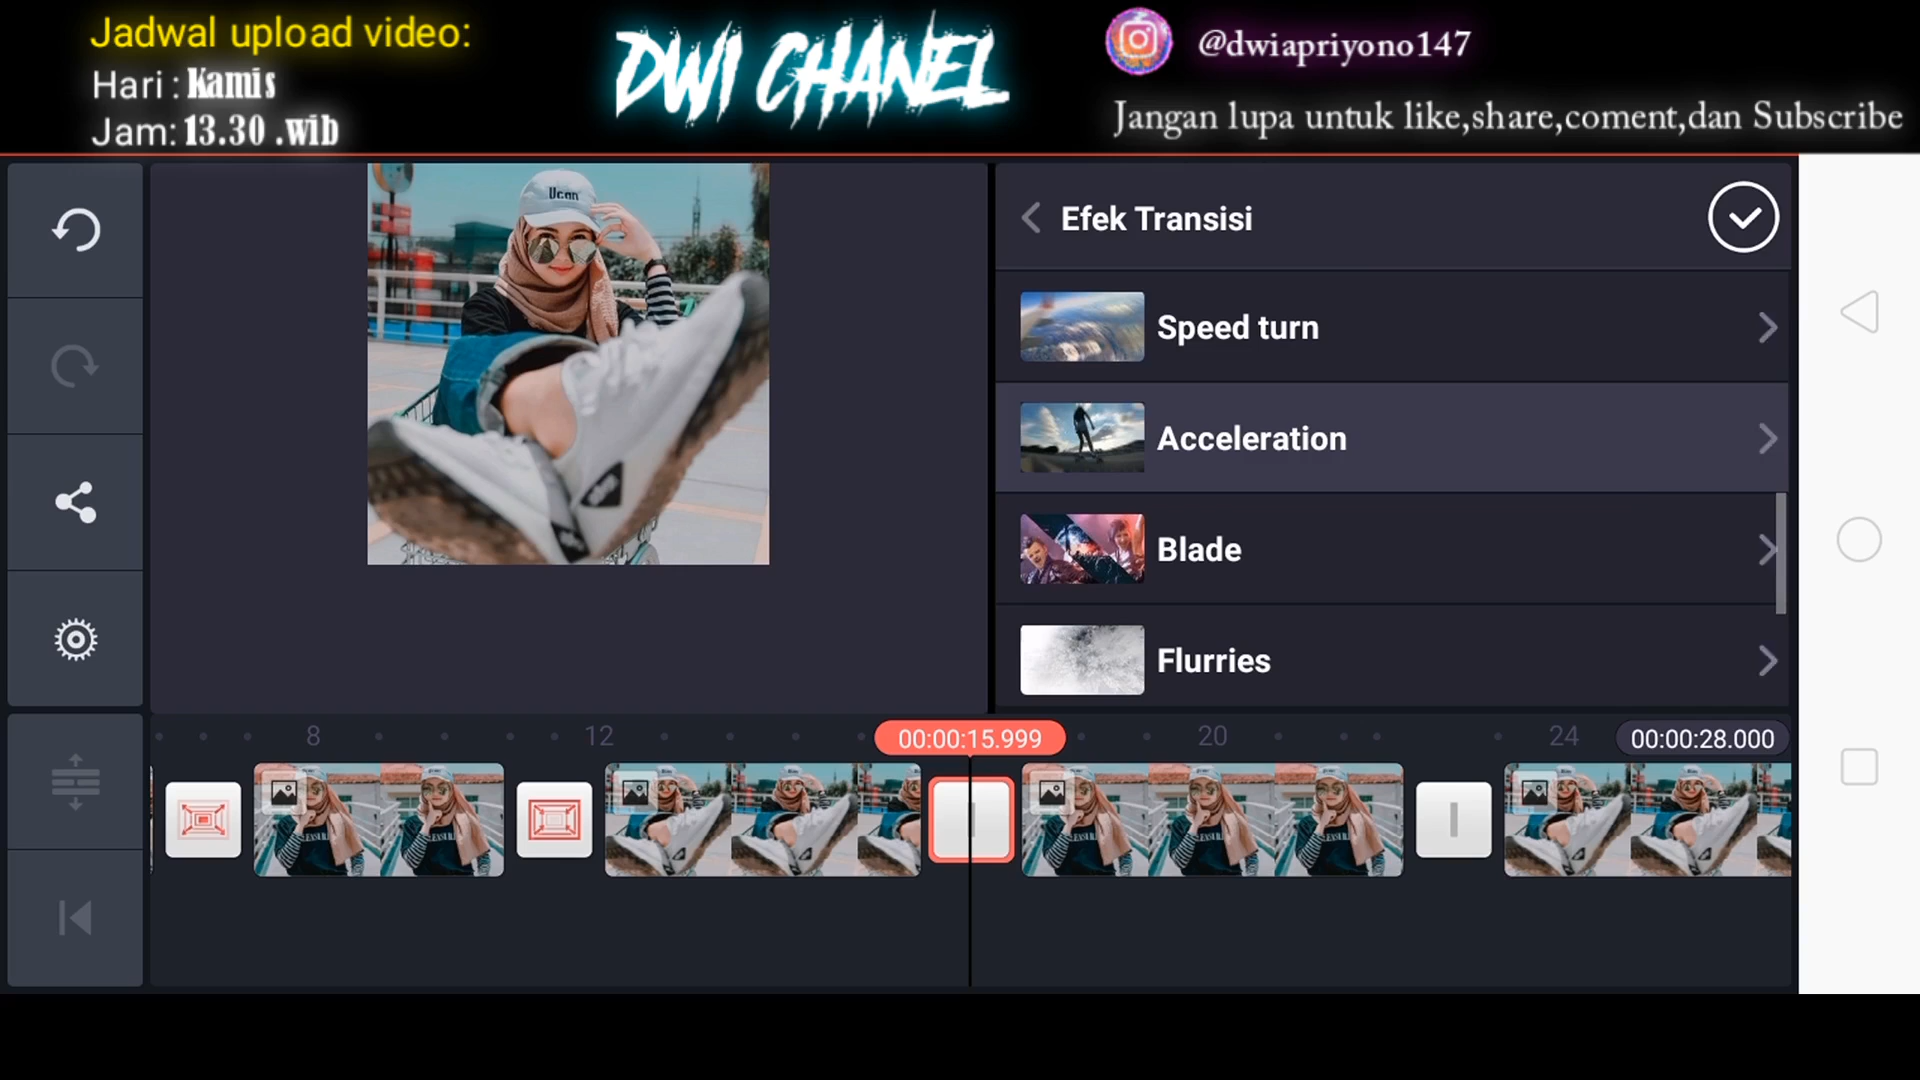 Jadwal upload video:
Hari : Kamis
Jam: 13.30 .wib
DWI CHANEL
@dwiapriyono147
Jangan lupa untuk like,share,coment,dan Subscribe
Ucan
Efek Transisi
Speed turn
Acceleration
Blade
Flurries
8
12
00:00:15.999
20
24
00:00:28.000